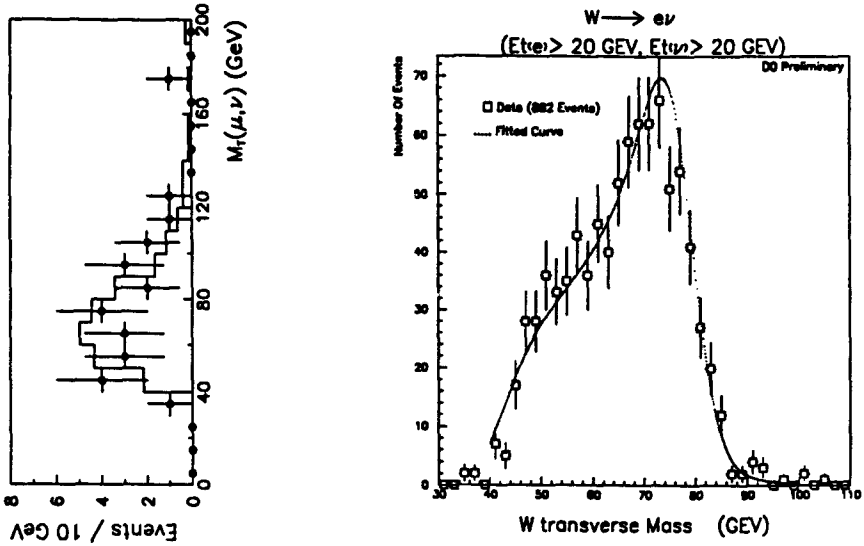 200
160
120
80
40
0
M_T(μ,ν) (GeV)
8 6 4 2 0
Events / 10 GeV
W ⟶ eν
(Et(e) > 20 GEV, Et(ν) > 20 GEV)
D0 Preliminary
Number Of Events
□ Data (882 Events)
..... Fitted Curve
70
60
50
40
30
20
10
0
30 40 50 60 70 80 90 100 110
W transverse Mass (GEV)